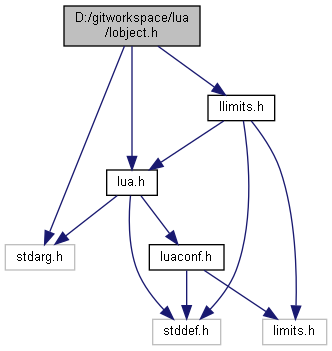 D:/gitworkspace/lua
/lobject.h
llimits.h
lua.h
stdarg.h
luaconf.h
stddef.h
limits.h